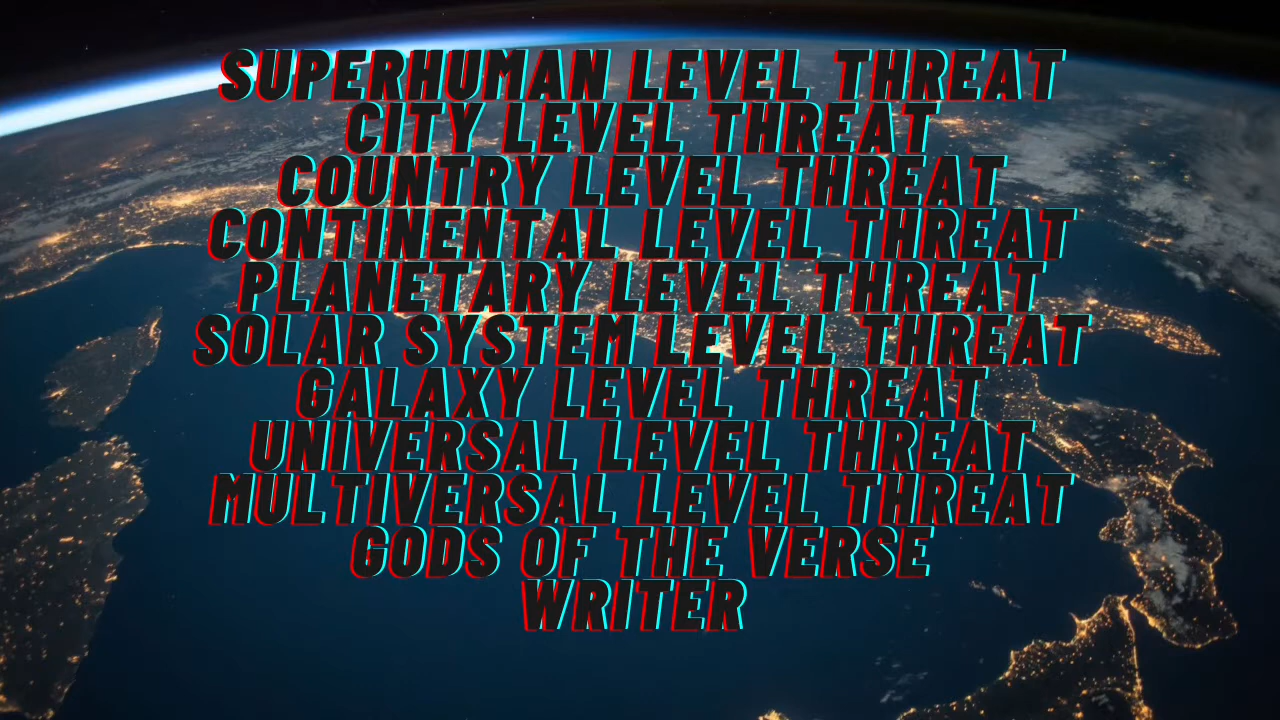 SUPERHUMAN LEVEL THREAT
CITY LEVEL THREAT
COUNTRY LEVEL THREAT
CONTINENTAL LEVEL THREAT
PLANETARY LEVEL THREAT
SOLAR SYSTEM LEVEL THREAT
GALAXY LEVEL THREAT
UNIVERSAL LEVEL THREAT
MULTIVERSAL LEVEL THREAT
GODS OF THE VERSE
WRITER